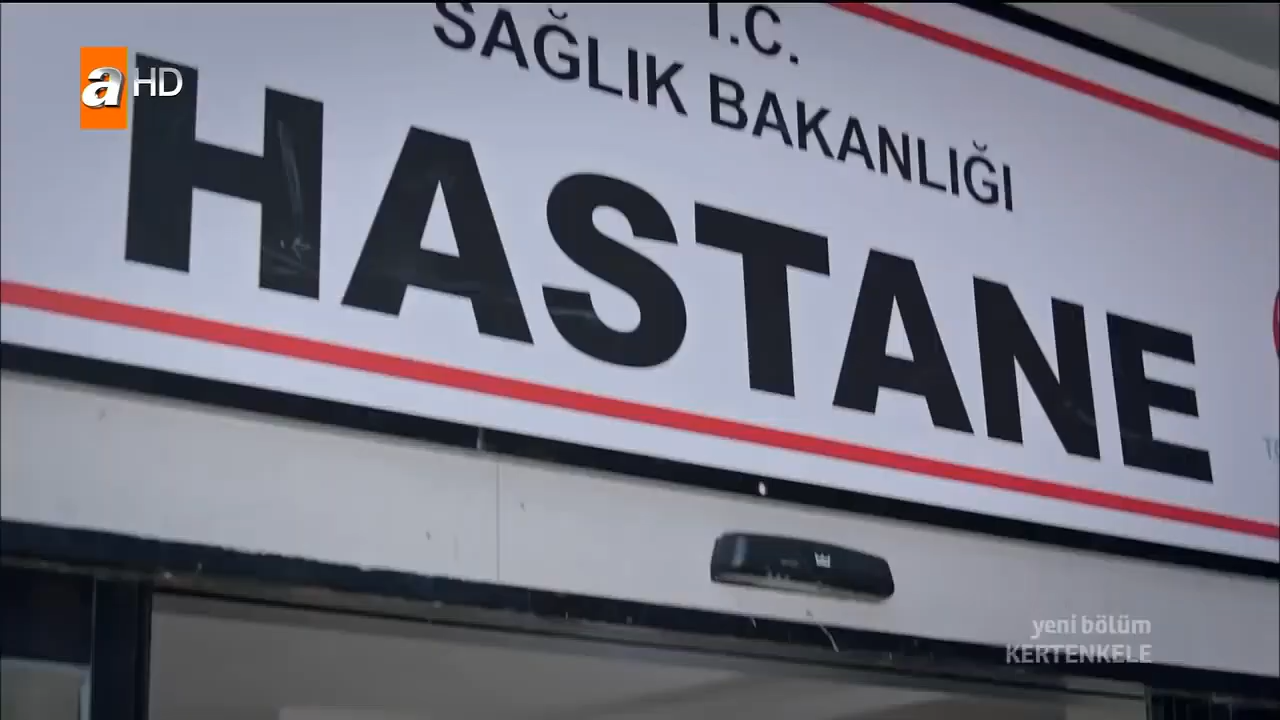 a HD
T.C.
SAĞLIK BAKANLIĞI
HASTANE
yeni bölüm
KERTENKELE